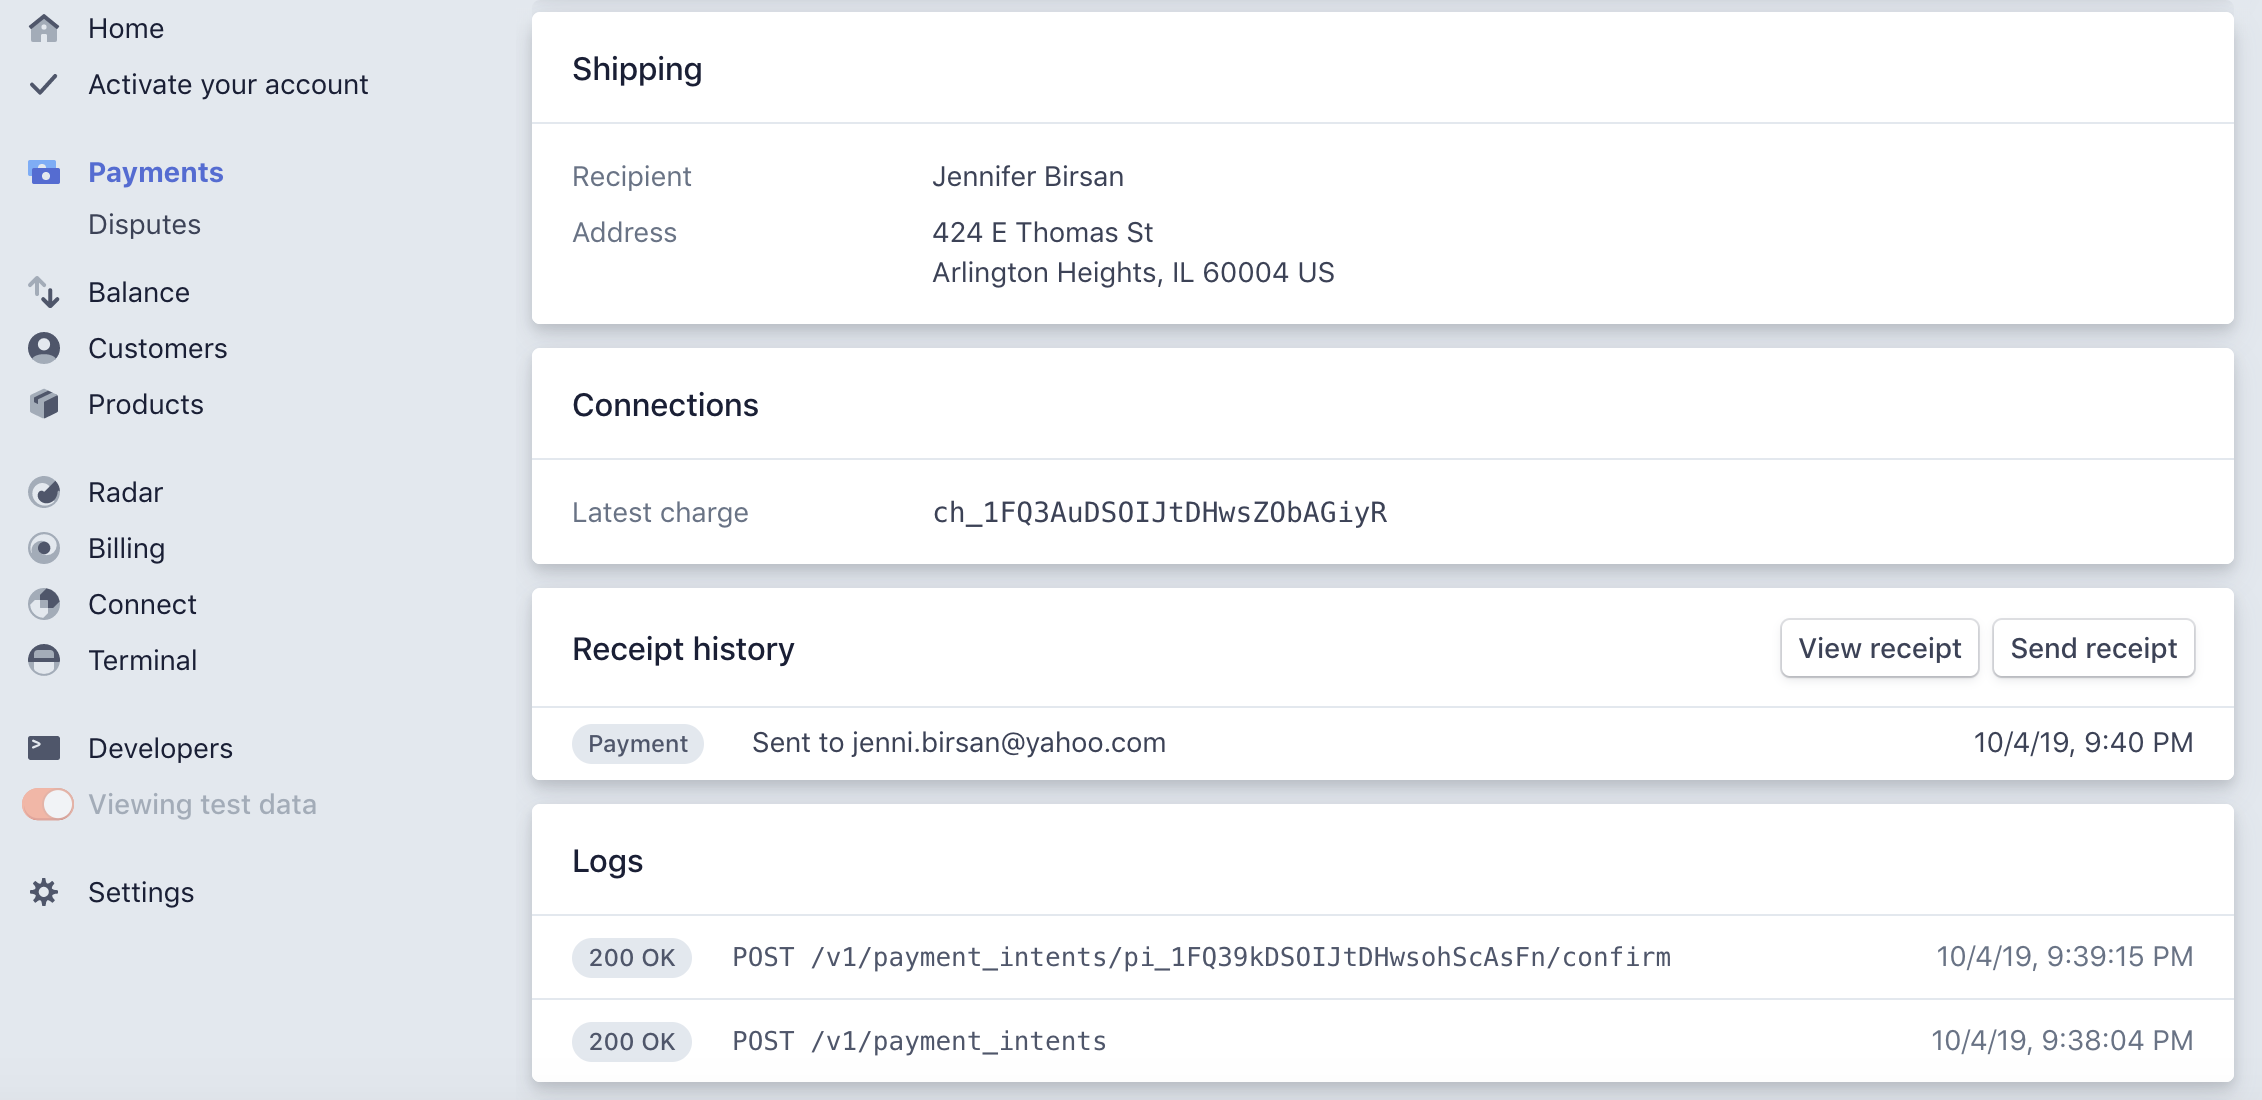 Home
Activate your account
Payments
Disputes
Balance
Customers
Products
Radar
Billing
Connect
Terminal
Developers
Viewing test data
Settings
Shipping
Recipient Jennifer Birsan
Address 424 E Thomas St
Arlington Heights, IL 60004 US
Connections
Latest charge ch_1FQ3AuDSOIJtDHwsZObAGiyR
Receipt history View receipt Send receipt
Payment Sent to jenni.birsan@yahoo.com 10/4/19, 9:40 PM
Logs
200 OK POST /v1/payment_intents/pi_1FQ39kDSOIJtDHwsohScAsFn/confirm 10/4/19, 9:39:15 PM
200 OK POST /v1/payment_intents 10/4/19, 9:38:04 PM